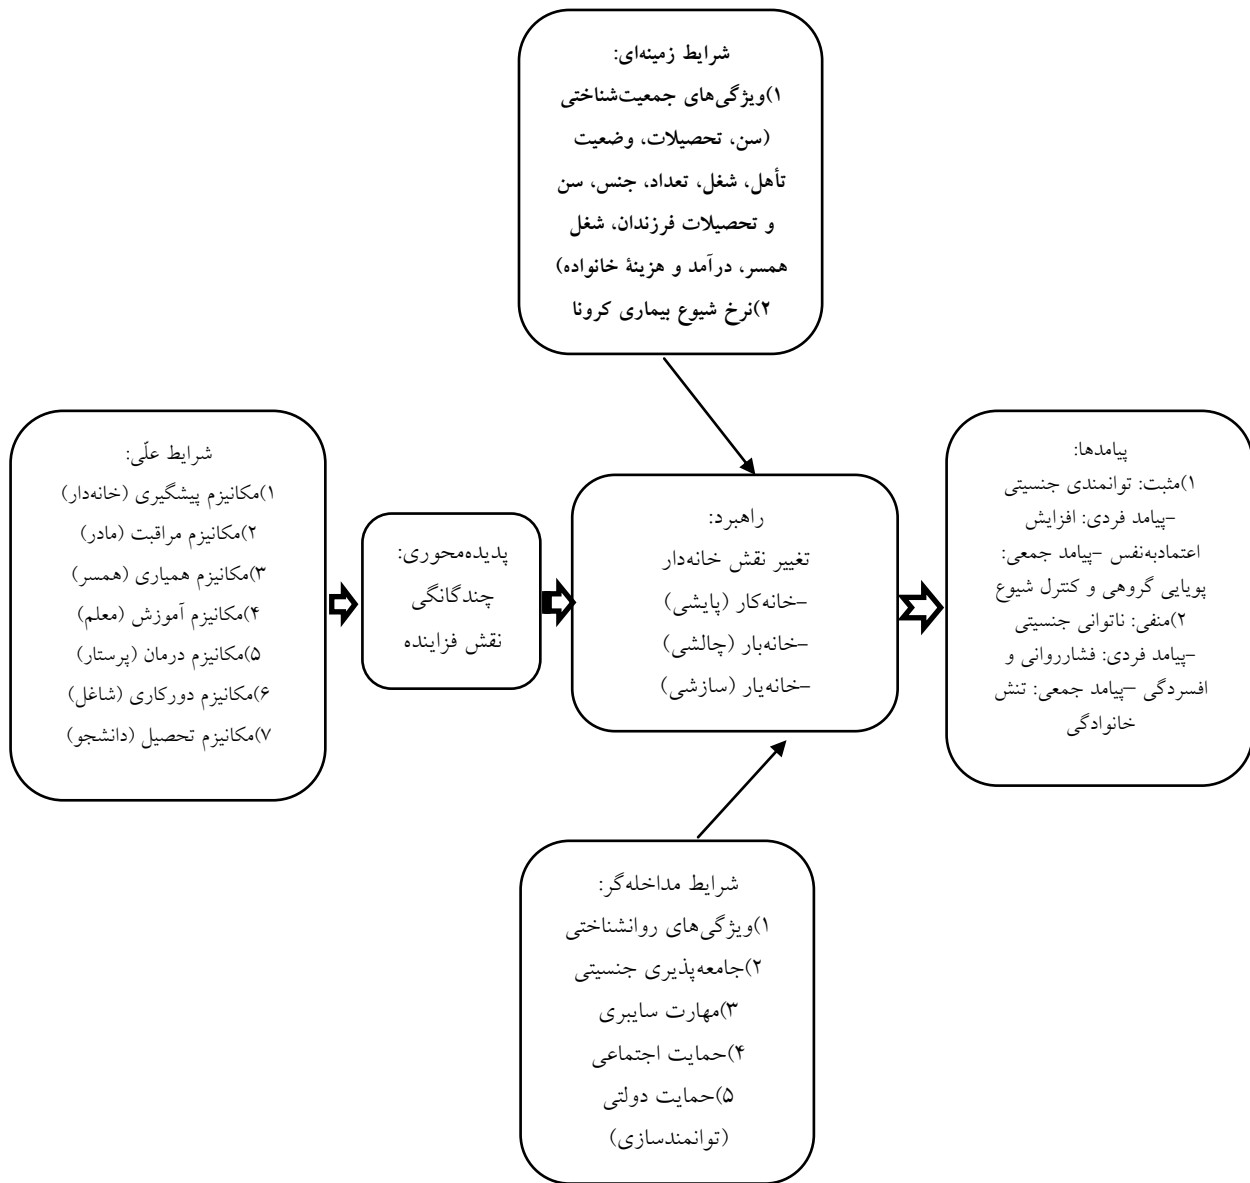 شرایط زمینه‌ای:
۱)ویژگی‌های جمعیت‌شناختی
(سن، تحصیلات، وضعیت
تأهل، شغل، تعداد، جنس، سن
و تحصیلات فرزندان، شغل
همسر، درآمد و هزینۀ خانواده)
۲)نرخ شیوع بیماری کرونا
شرایط علّی:
۱)مکانیزم پیشگیری (خانه‌دار)
۲)مکانیزم مراقبت (مادر)
۳)مکانیزم همیاری (همسر)
۴)مکانیزم آموزش (معلم)
۵)مکانیزم درمان (پرستار)
۶)مکانیزم دورکاری (شاغل)
۷)مکانیزم تحصیل (دانشجو)
پدیده‌محوری:
چندگانگی
نقش فزاینده
راهبرد:
تغییر نقش خانه‌دار
-خانه‌کار (پایشی)
-خانه‌بار (چالشی)
-خانه‌یار (سازشی)
پیامدها:
۱)مثبت: توانمندی جنسیتی
-پیامد فردی: افزایش
اعتمادبه‌نفس -پیامد جمعی:
پویایی گروهی و کنترل شیوع
۲)منفی: ناتوانی جنسیتی
-پیامد فردی: فشارروانی و
افسردگی –پیامد جمعی: تنش
خانوادگی
شرایط مداخله‌گر:
۱)ویژگی‌های روانشناختی
۲)جامعه‌پذیری جنسیتی
۳)مهارت سایبری
۴)حمایت اجتماعی
۵)حمایت دولتی
(توانمندسازی)